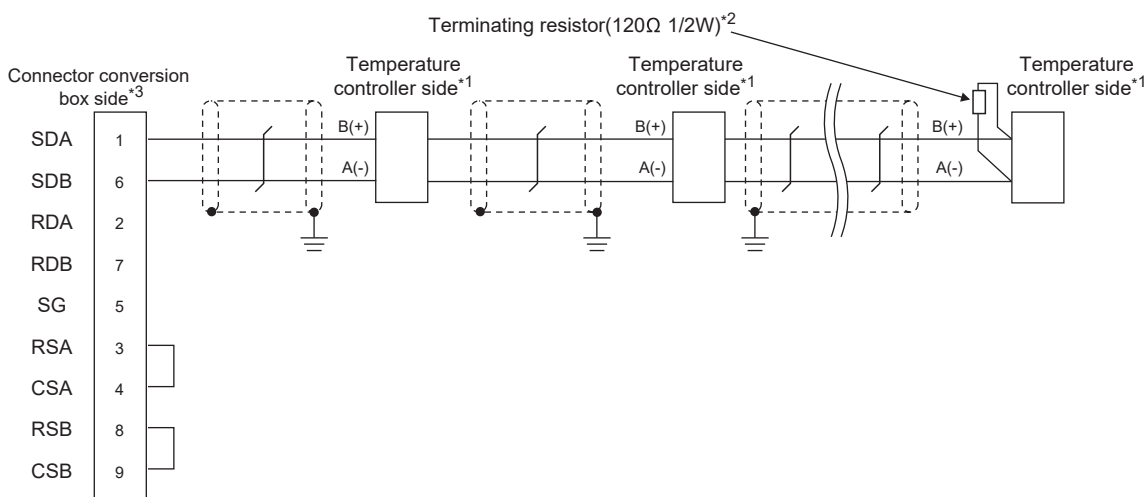 Terminating resistor(120Ω 1/2W)*2
Connector conversion
box side*3
Temperature
controller side*1
Temperature
controller side*1
Temperature
controller side*1
SDA 1 B(+) B(+) B(+)
SDB 6 A(-) A(-) A(-)
RDA 2
RDB 7
SG 5
RSA 3
CSA 4
RSB 8
CSB 9